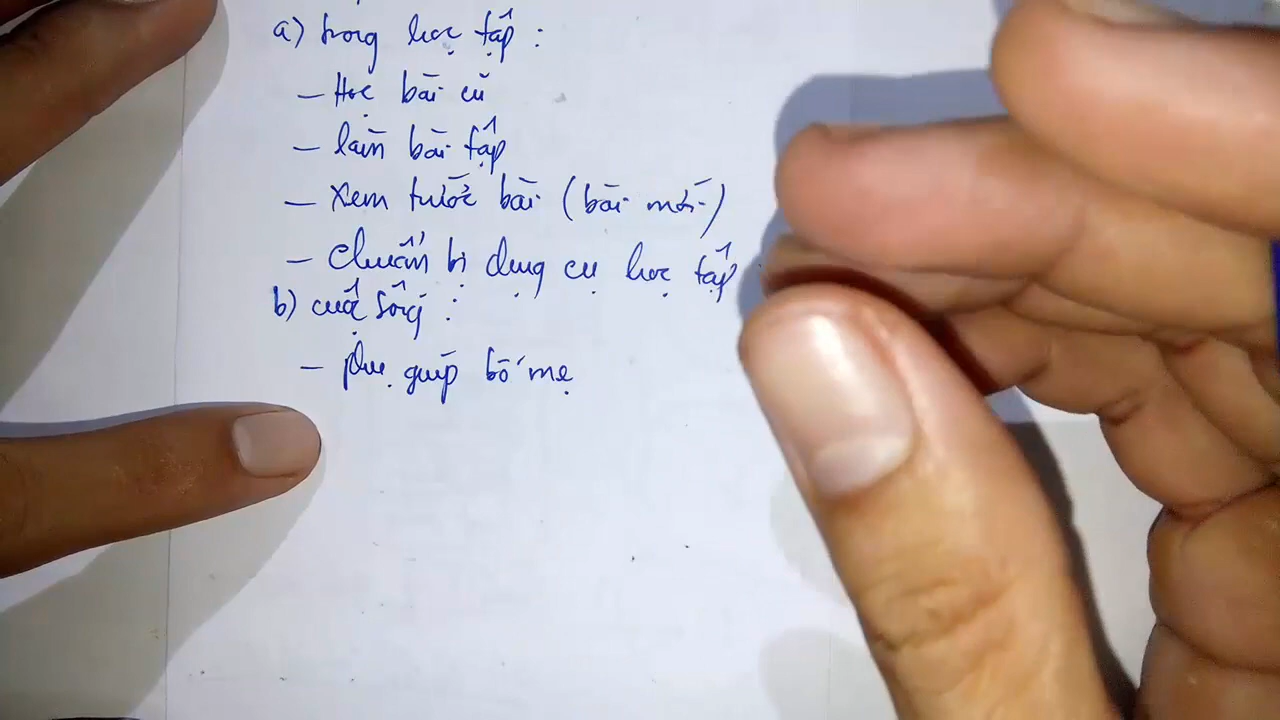 a) trong học tập :
– Học bài cũ
– làm bài tập
– Xem trước bài (bài mới)
– chuẩn bị dụng cụ học tập
b) cuộc sống :
– phụ giúp bố mẹ